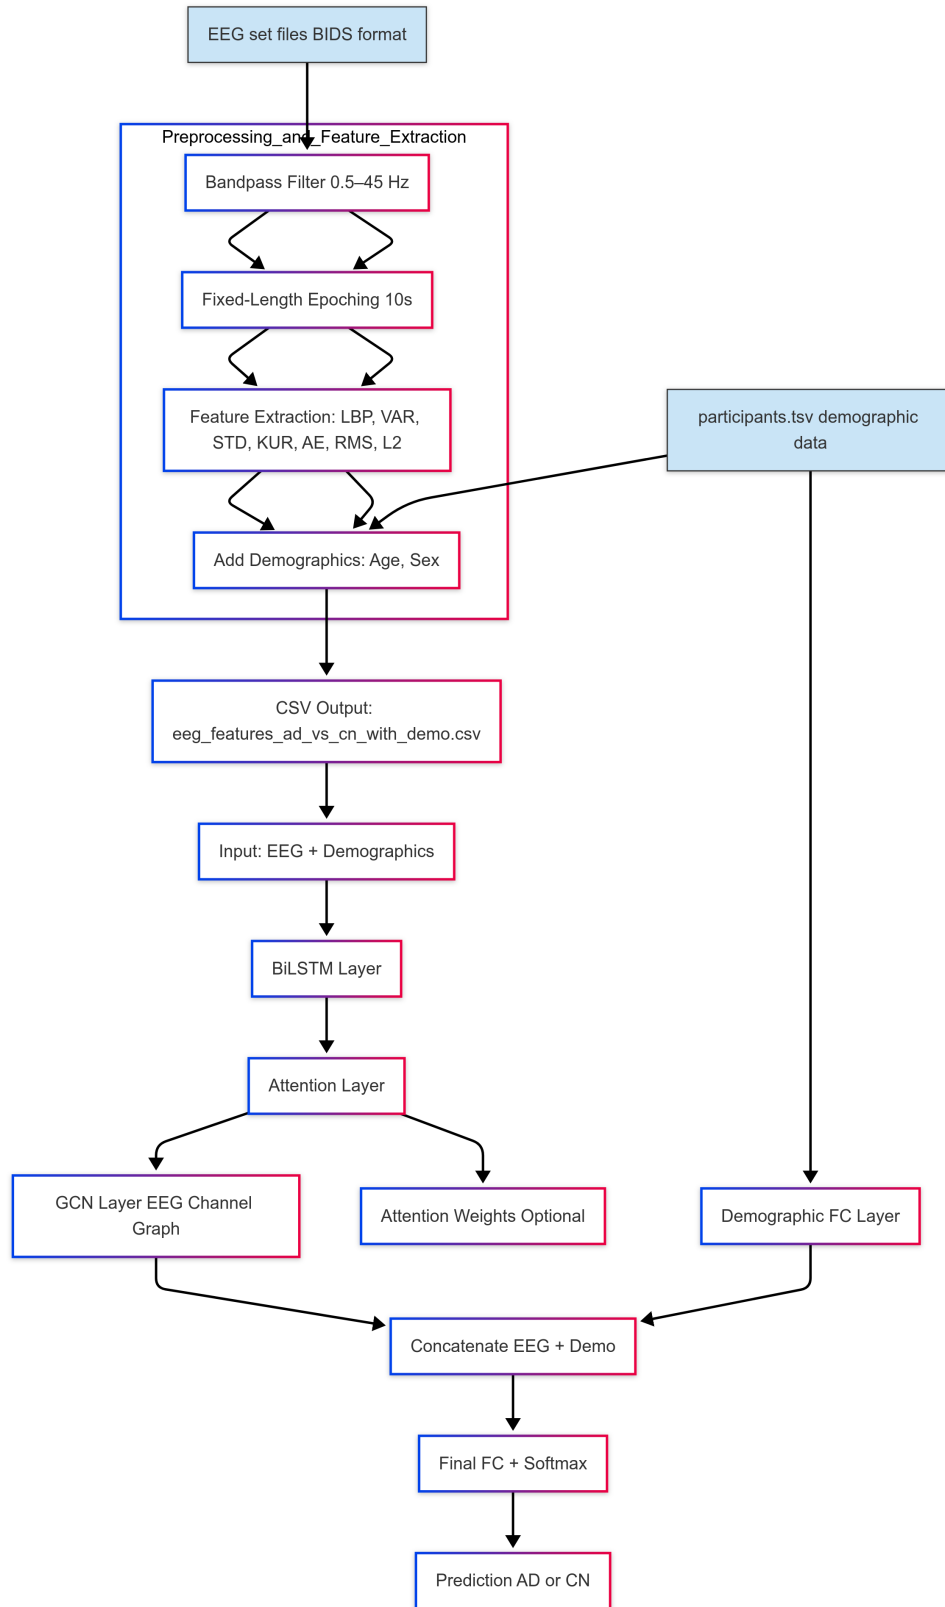 EEG set files BIDS format
Preprocessing_and_Feature_Extraction
Bandpass Filter 0.5–45 Hz
Fixed-Length Epoching 10s
Feature Extraction: LBP, VAR,
STD, KUR, AE, RMS, L2
participants.tsv demographic
data
Add Demographics: Age, Sex
CSV Output:
eeg_features_ad_vs_cn_with_demo.csv
Input: EEG + Demographics
BiLSTM Layer
Attention Layer
GCN Layer EEG Channel
Graph
Attention Weights Optional
Demographic FC Layer
Concatenate EEG + Demo
Final FC + Softmax
Prediction AD or CN